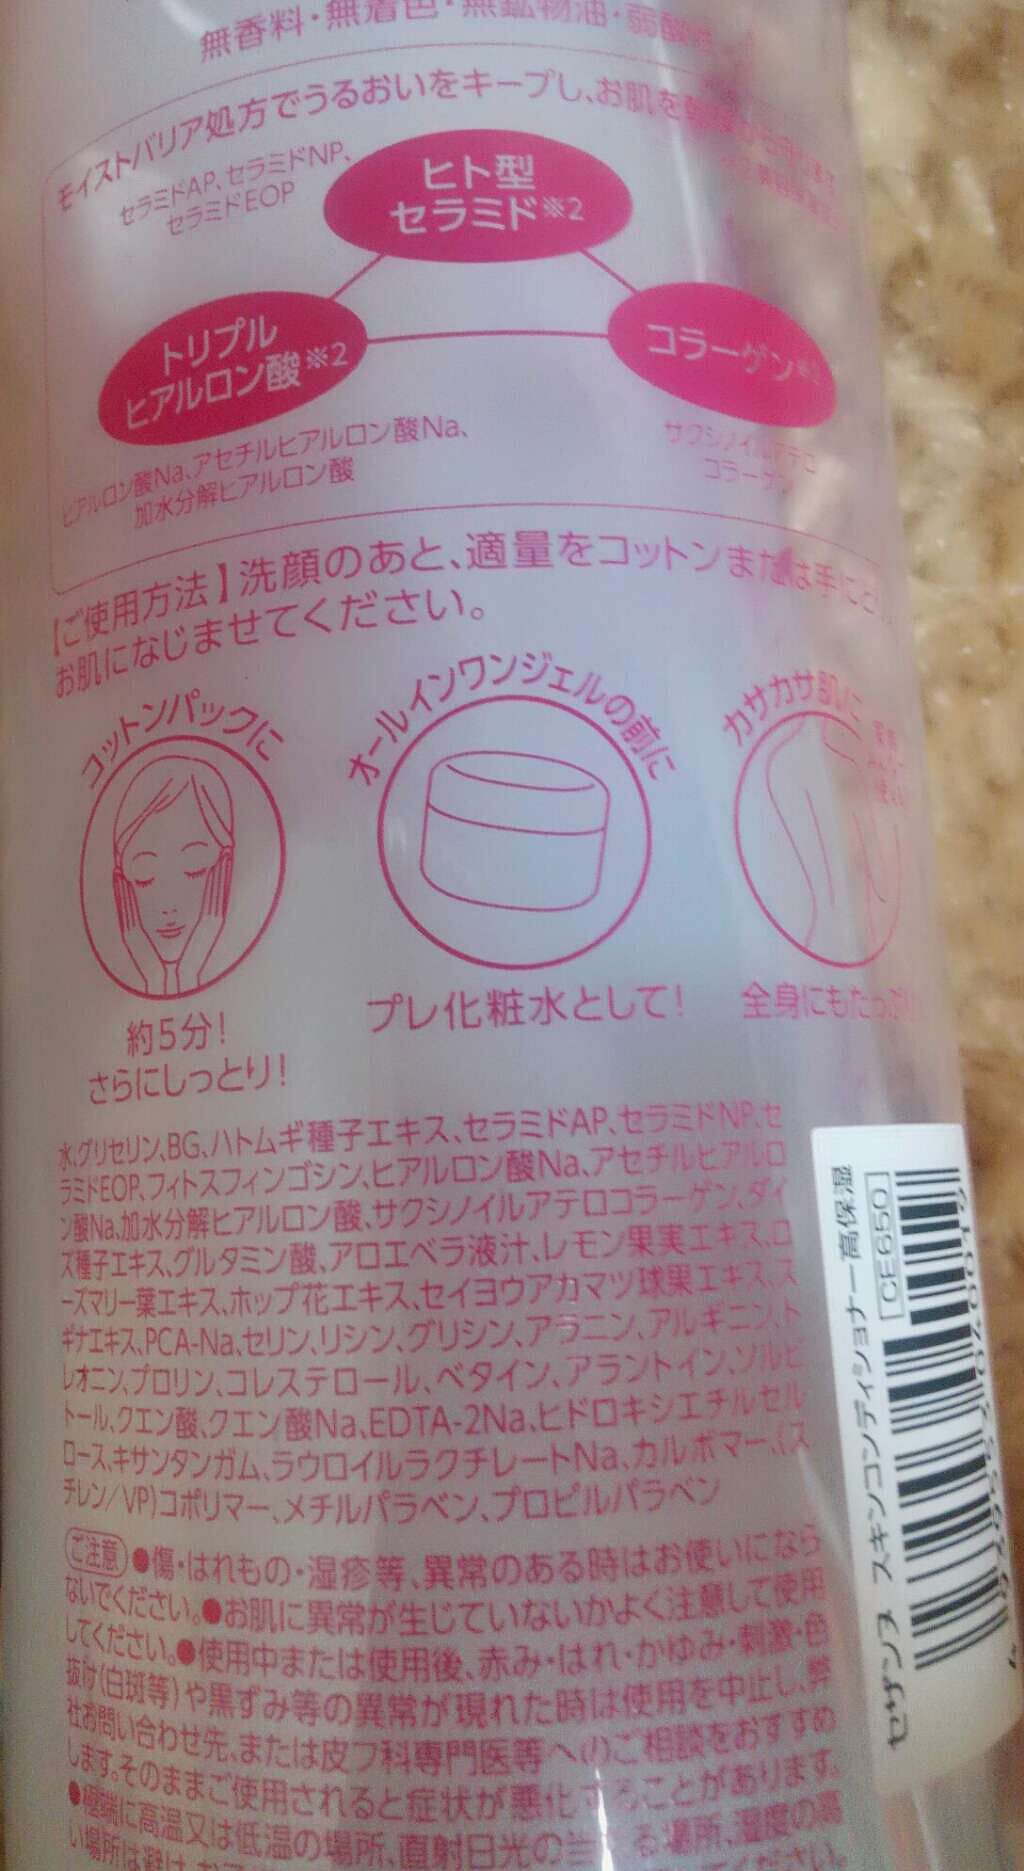 無香料・無着色・無鉱物油・弱酸性
モイストバリア処方でうるおいをキープし、お肌を
セラミドAP、セラミドNP、
セラミドEOP
ヒト型
セラミド※2
トリプル
ヒアルロン酸※2
コラーゲン※2
ヒアルロン酸Na、アセチルヒアルロン酸Na、
加水分解ヒアルロン酸
サクシノイルアテロ
コラーゲン
【ご使用方法】洗顔のあと、適量をコットンまたは手にとり
お肌になじませてください。
コットンパックに
オールインワンジェルの前に
カサカサ肌に
約5分!
さらにしっとり!
プレ化粧水として!
全身にもたっぷ
水、グリセリン、BG、ハトムギ種子エキス、セラミドAP、セラミドNP、セ
ラミドEOP、フィトスフィンゴシン、ヒアルロン酸Na、アセチルヒアルロ
ン酸Na、加水分解ヒアルロン酸、サクシノイルアテロコラーゲン、ダイ
ズ種子エキス、グルタミン酸、アロエベラ液汁、レモン果実エキス、ロ
ーズマリー葉エキス、ホップ花エキス、セイヨウアカマツ球果エキス、ス
ギナエキス、PCA-Na、セリン、リシン、グリシン、アラニン、アルギニン、ト
レオニン、プロリン、コレステロール、ベタイン、アラントイン、ソルビ
トール、クエン酸、クエン酸Na、EDTA-2Na、ヒドロキシエチルセル
ロース、キサンタンガム、ラウロイルラクチレートNa、カルボマー、(ス
チレン/VP)コポリマー、メチルパラベン、プロピルパラベン
ご注意 ●傷・はれもの・湿疹等、異常のある時はお使いになら
ないでください。●お肌に異常が生じていないかよく注意して使用
してください。●使用中または使用後、赤み・はれ・かゆみ・刺激・色
抜け(白斑等)や黒ずみ等の異常が現れた時は使用を中止し、弊
社お問い合わせ先、または皮フ科専門医等へのご相談をおすすめ
します。そのままご使用されると症状が悪化することがあります。
●極端に高温又は低温の場所、直射日光の当たる場所、湿度の高
い場所は避け
セザンヌ スキンコンディショナー高保湿
CE650